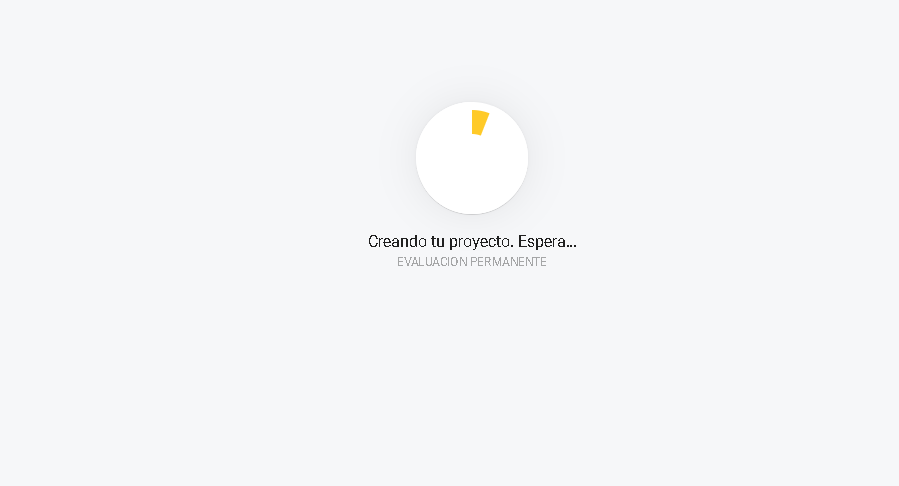 Creando tu proyecto. Espera...
EVALUACION PERMANENTE